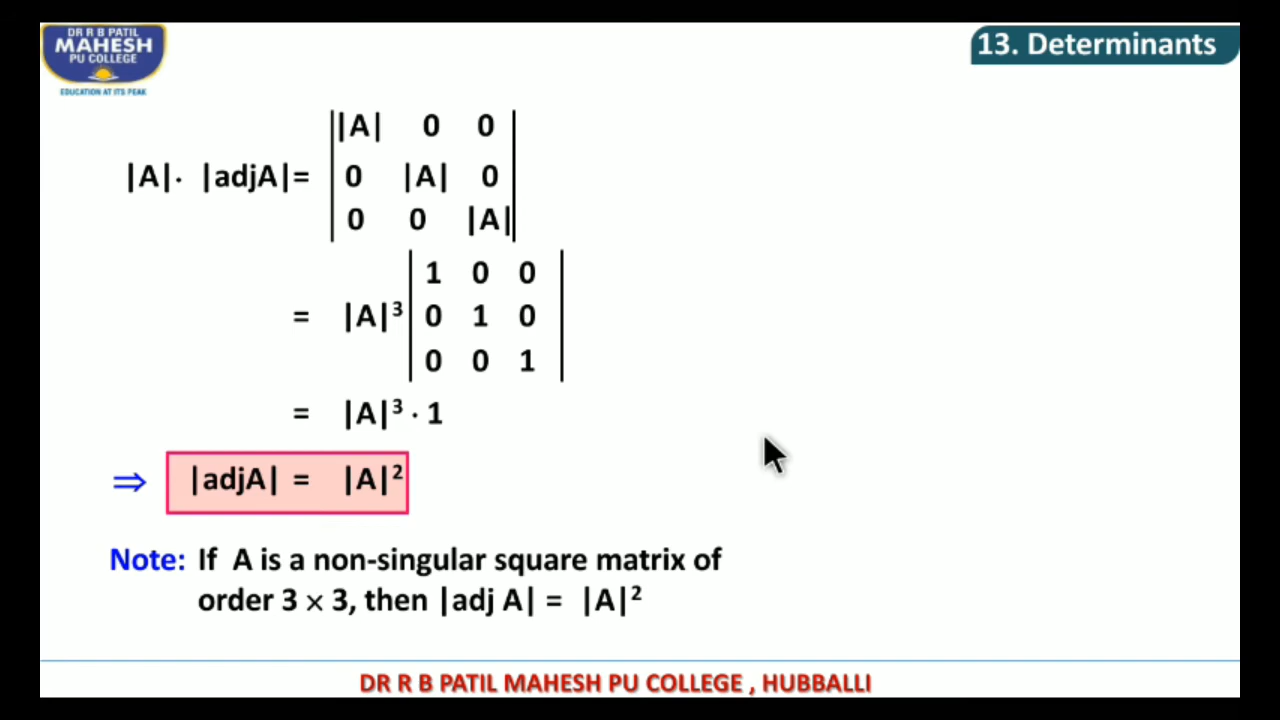 DR R B PATIL
MAHESH
PU COLLEGE
EDUCATION AT ITS PEAK
13. Determinants
|A| 0 0
|A|· |adjA|= 0 |A| 0
0 0 |A|
1 0 0
= |A|³ 0 1 0
0 0 1
= |A|³ · 1
⇒ |adjA| = |A|²
Note: If A is a non-singular square matrix of
order 3 × 3, then |adj A| = |A|²
DR R B PATIL MAHESH PU COLLEGE , HUBBALLI